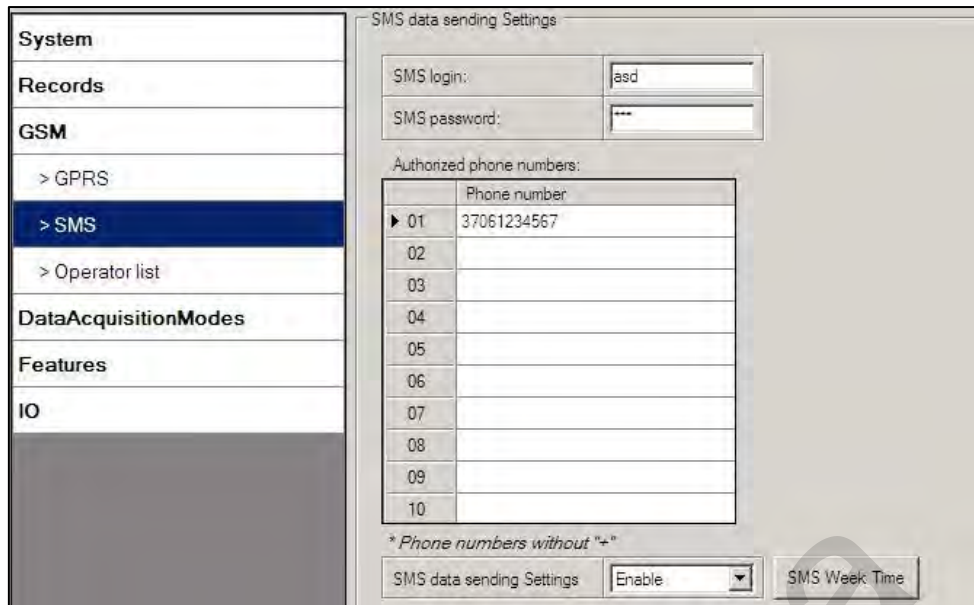 System
Records
GSM
> GPRS
> SMS
> Operator list
DataAcquisitionModes
Features
IO
SMS data sending Settings
SMS login: asd
SMS password: ***
Authorized phone numbers:
Phone number
01 37061234567
02
03
04
05
06
07
08
09
10
* Phone numbers without "+"
SMS data sending Settings Enable SMS Week Time